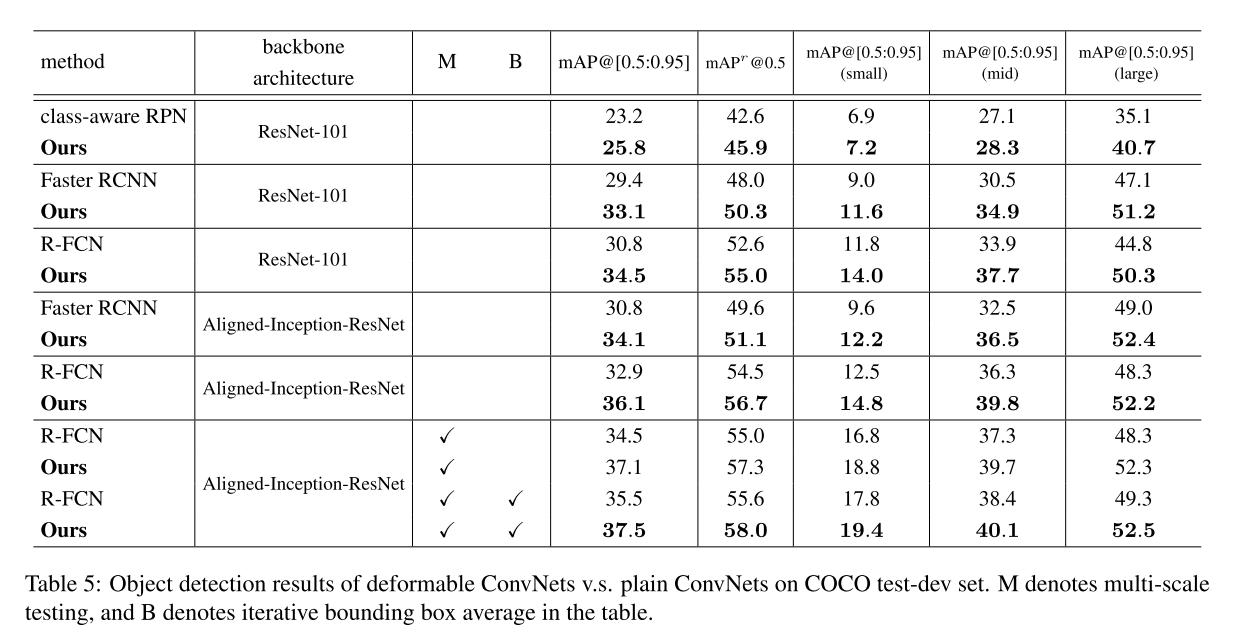 method backbone architecture M B mAP@[0.5:0.95] mAPʳ@0.5 mAP@[0.5:0.95] (small) mAP@[0.5:0.95] (mid) mAP@[0.5:0.95] (large)
class-aware RPN ResNet-101 23.2 42.6 6.9 27.1 35.1
Ours 25.8 45.9 7.2 28.3 40.7
Faster RCNN ResNet-101 29.4 48.0 9.0 30.5 47.1
Ours 33.1 50.3 11.6 34.9 51.2
R-FCN ResNet-101 30.8 52.6 11.8 33.9 44.8
Ours 34.5 55.0 14.0 37.7 50.3
Faster RCNN Aligned-Inception-ResNet 30.8 49.6 9.6 32.5 49.0
Ours 34.1 51.1 12.2 36.5 52.4
R-FCN Aligned-Inception-ResNet 32.9 54.5 12.5 36.3 48.3
Ours 36.1 56.7 14.8 39.8 52.2
R-FCN Aligned-Inception-ResNet ✓ 34.5 55.0 16.8 37.3 48.3
Ours ✓ 37.1 57.3 18.8 39.7 52.3
R-FCN ✓ ✓ 35.5 55.6 17.8 38.4 49.3
Ours ✓ ✓ 37.5 58.0 19.4 40.1 52.5
Table 5: Object detection results of deformable ConvNets v.s. plain ConvNets on COCO test-dev set. M denotes multi-scale
testing, and B denotes iterative bounding box average in the table.